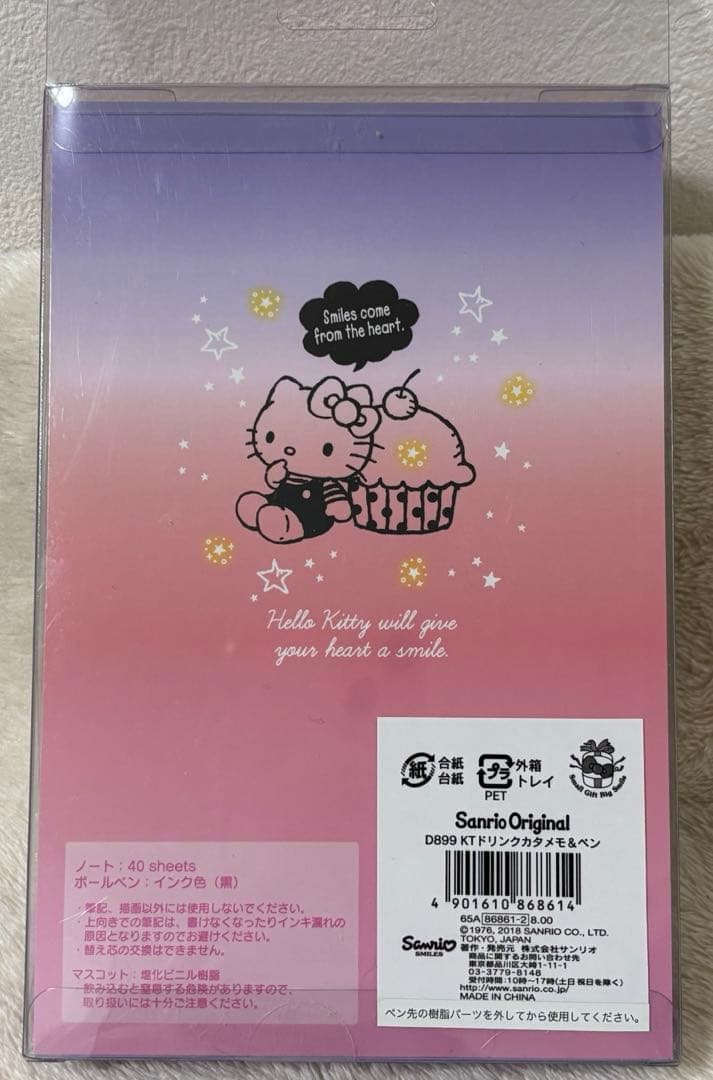 Smiles come
from the heart.
Hello Kitty will give
your heart a smile.
ノート：40 sheets
ボールペン：インク色（黒）
・筆記、描画以外には使用しないでください。
・上向きでの筆記は、書けなくなったりインキ漏れの
原因となりますのでお避けください。
・替え芯の交換はできません。
マスコット：塩化ビニル樹脂
・飲み込むと窒息する危険がありますので、
取り扱いには十分ご注意ください。
紙 合紙
台紙
プラ 外箱
トレイ
PET
Small Gift Big Smile
Sanrio Original
D899 KTドリンクカタメモ＆ペン
4 901610 868614
65A 86861-2 8.00
©1976, 2018 SANRIO CO., LTD.
TOKYO, JAPAN
Sanrio
SMILES
著作・発売元 株式会社サンリオ
商品に関するお問い合わせ先
東京都品川区大崎1-11-1
03-3779-8148
受付時間：10時〜17時（土日祝日を除く）
http://www.sanrio.co.jp/
MADE IN CHINA
ペン先の樹脂パーツを外してから使用してください。